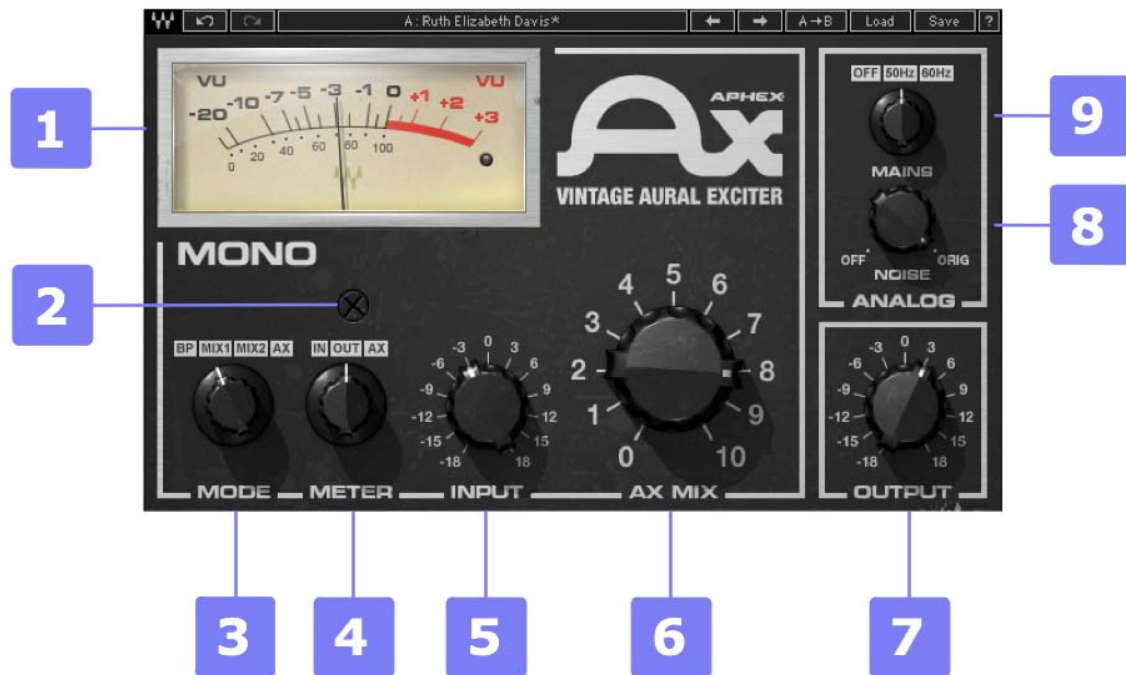 A: Ruth Elizabeth Davis*
A→B
Load
Save
?
VU VU
-20 -10 -7 -5 -3 -1 0 +1 +2 +3
0 20 40 60 80 100
APHEX
Ax
VINTAGE AURAL EXCITER
OFF 50Hz 60Hz
MAINS
OFF ORIG
NOISE
ANALOG
MONO
BP MIX1 MIX2 AX
MODE
IN OUT AX
METER
-18 -15 -12 -9 -6 -3 0 3 6 9 12 15 18
INPUT
0 1 2 3 4 5 6 7 8 9 10
AX MIX
-18 -15 -12 -9 -6 -3 0 3 6 9 12 15 18
OUTPUT
1
2
3
4
5
6
7
8
9